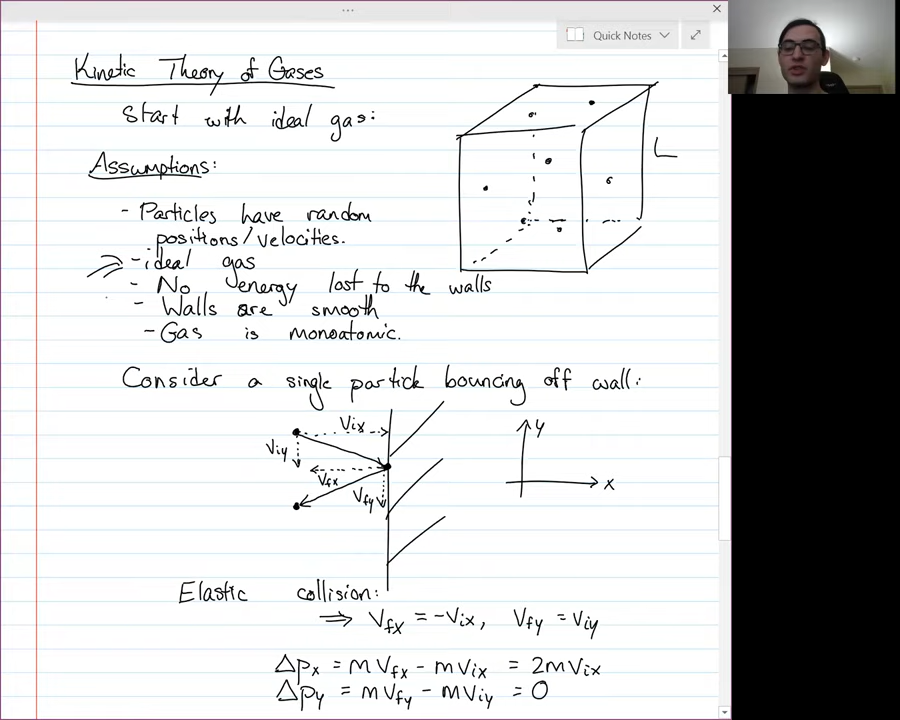 Quick Notes
Kinetic Theory of Gases
Start with ideal gas:
L
Assumptions:
- Particles have random
positions/velocities.
- ideal gas
- No energy lost to the walls
- Walls are smooth
- Gas is monoatomic.
Consider a single particle bouncing off wall:
Vix
Viy
Vfx
Vfy
y
x
Elastic collision:
⇒ Vfx = -Vix, Vfy = Viy
Δpx = mVfx - mVix = 2mVix
Δpy = mVfy - mViy = 0